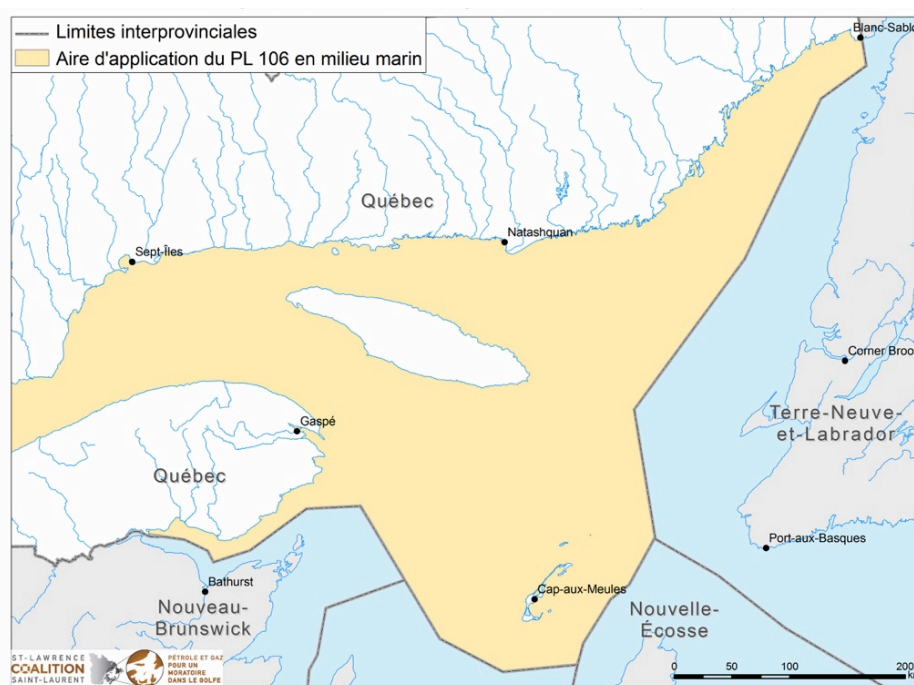 Limites interprovinciales
Aire d'application du PL 106 en milieu marin
Blanc-Sablo
Québec
Natashquan
Sept-Îles
Corner Broo
Terre-Neuve-
et-Labrador
Gaspé
Québec
Port-aux-Basques
Bathurst
Cap-aux-Meules
Nouveau-
Brunswick
Nouvelle-
Écosse
ST-LAWRENCE
COALITION
SAINT-LAURENT
PÉTROLE ET GAZ
POUR UN
MORATOIRE
DANS LE GOLFE
0 50 100 200